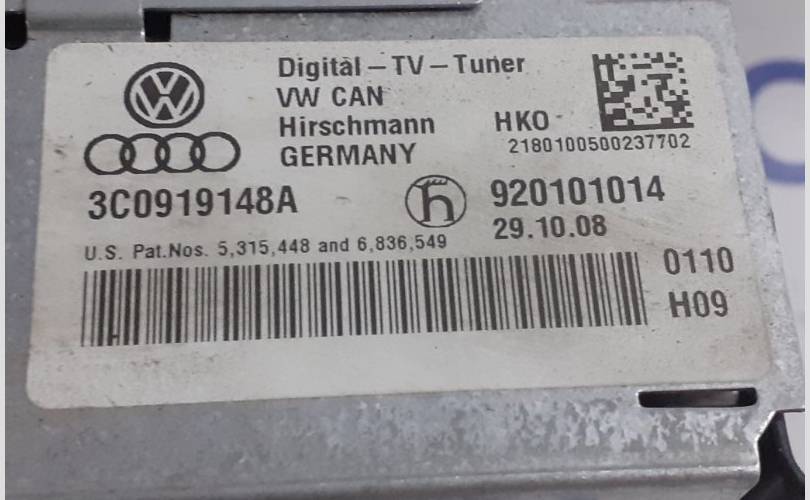 Digital-TV-Tuner
VW CAN
Hirschmann HKO
GERMANY 2180100500237702
3C0919148A 920101014
29.10.08
U.S. Pat.Nos. 5,315,448 and 6,836,549
0110
H09